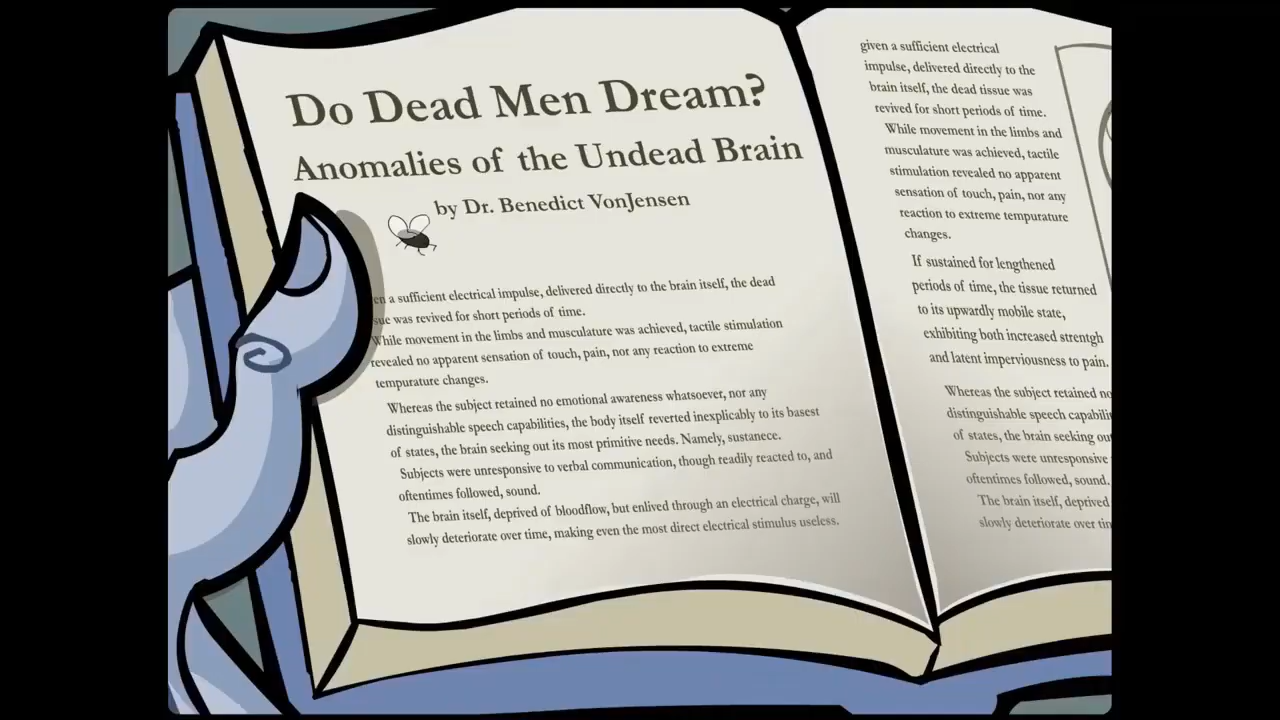 Do Dead Men Dream?
Anomalies of the Undead Brain
by Dr. Benedict VonJensen
en a sufficient electrical impulse, delivered directly to the brain itself, the dead
sue was revived for short periods of time.
While movement in the limbs and musculature was achieved, tactile stimulation
revealed no apparent sensation of touch, pain, nor any reaction to extreme
tempurature changes.
Whereas the subject retained no emotional awareness whatsoever, nor any
distinguishable speech capabilities, the body itself reverted inexplicably to its basest
of states, the brain seeking out its most primitive needs. Namely, sustanece.
Subjects were unresponsive to verbal communication, though readily reacted to, and
oftentimes followed, sound.
The brain itself, deprived of bloodflow, but enlived through an electrical charge, will
slowly deteriorate over time, making even the most direct electrical stimulus useless.
given a sufficient electrical
impulse, delivered directly to the
brain itself, the dead tissue was
revived for short periods of time.
While movement in the limbs and
musculature was achieved, tactile
stimulation revealed no apparent
sensation of touch, pain, nor any
reaction to extreme tempurature
changes.
If sustained for lengthened
periods of time, the tissue returned
to its upwardly mobile state,
exhibiting both increased strentgh
and latent imperviousness to pain.
Whereas the subject retained no
distinguishable speech capabili
of states, the brain seeking ou
Subjects were unresponsive
oftentimes followed, sound.
The brain itself, deprived
slowly deteriorate over tin